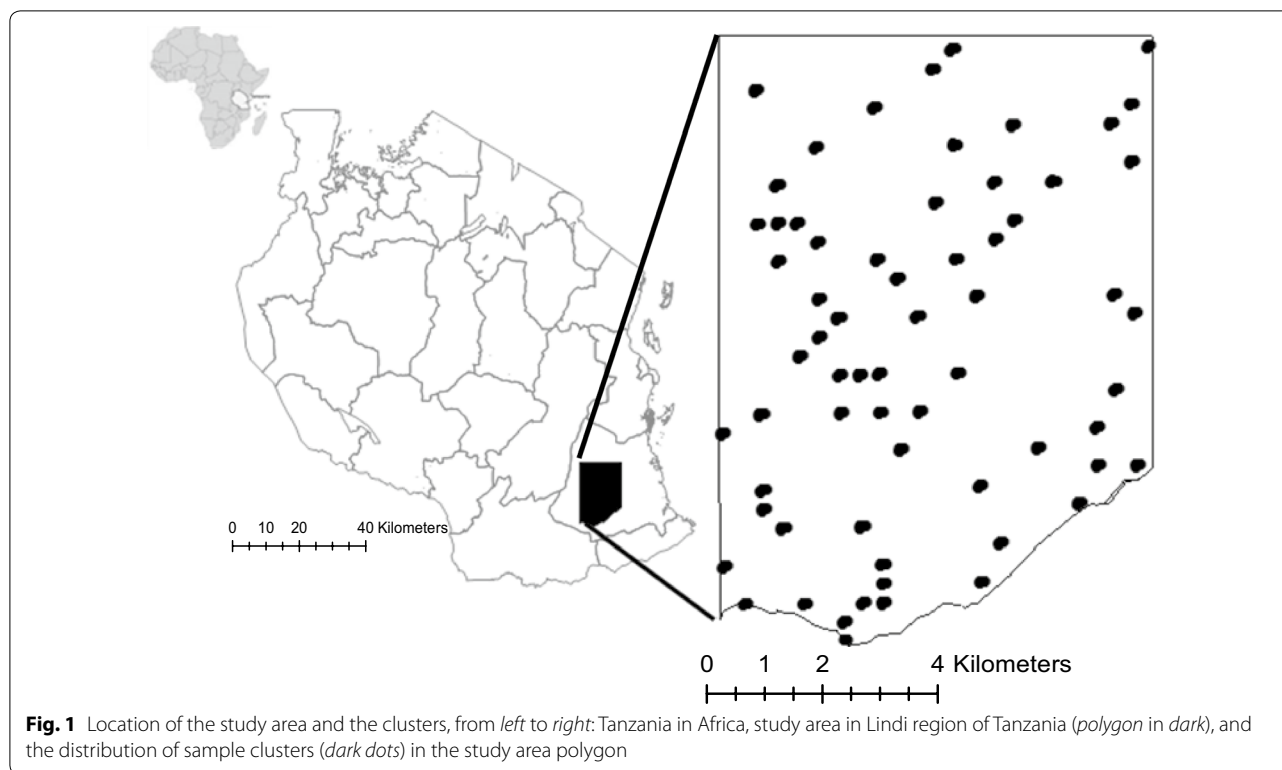 0 10 20 40 Kilometers
0 1 2 4 Kilometers
Fig. 1 Location of the study area and the clusters, from left to right: Tanzania in Africa, study area in Lindi region of Tanzania (polygon in dark), and
the distribution of sample clusters (dark dots) in the study area polygon